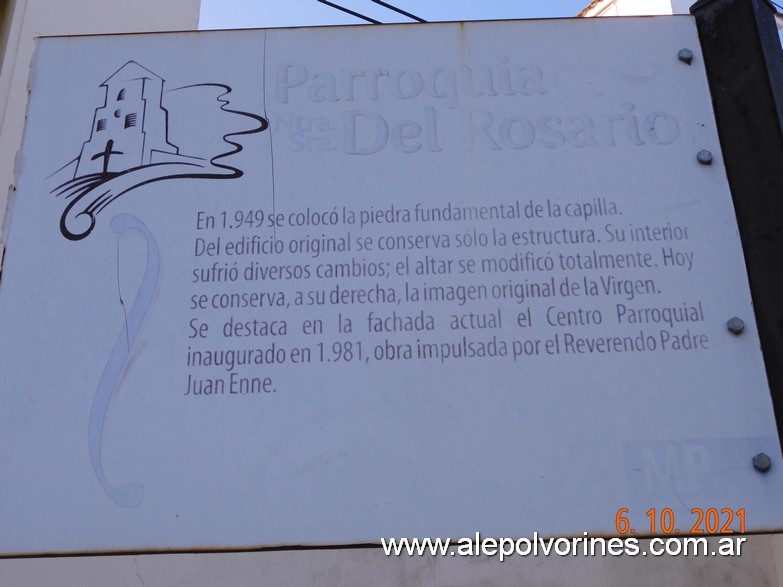 Parroquia
Ntra.
Sra. Del Rosario
En 1.949 se colocó la piedra fundamental de la capilla.
Del edificio original se conserva sólo la estructura. Su interior
sufrió diversos cambios; el altar se modificó totalmente. Hoy
se conserva, a su derecha, la imagen original de la Virgen.
Se destaca en la fachada actual el Centro Parroquial
inaugurado en 1.981, obra impulsada por el Reverendo Padre
Juan Enne.
6. 10. 2021
www.alepolvorines.com.ar